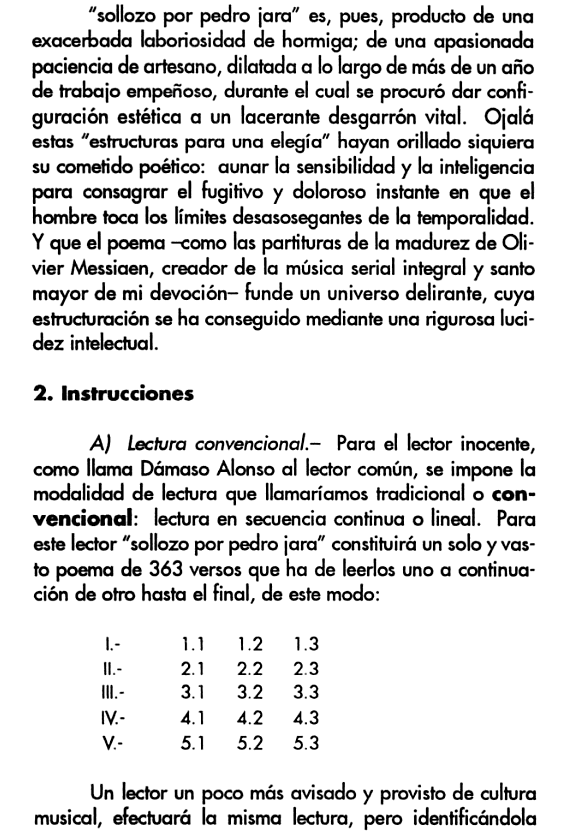 "sollozo por pedro jara" es, pues, producto de una
exacerbada laboriosidad de hormiga; de una apasionada
paciencia de artesano, dilatada a lo largo de más de un año
de trabajo empeñoso, durante el cual se procuró dar confi-
guración estética a un lacerante desgarrón vital. Ojalá
estas "estructuras para una elegía" hayan orillado siquiera
su cometido poético: aunar la sensibilidad y la inteligencia
para consagrar el fugitivo y doloroso instante en que el
hombre toca los límites desasosegantes de la temporalidad.
Y que el poema –como las partituras de la madurez de Oli-
vier Messiaen, creador de la música serial integral y santo
mayor de mi devoción– funde un universo delirante, cuya
estructuración se ha conseguido mediante una rigurosa luci-
dez intelectual.
2. Instrucciones
A) Lectura convencional.– Para el lector inocente,
como llama Dámaso Alonso al lector común, se impone la
modalidad de lectura que llamaríamos tradicional o con-
vencional: lectura en secuencia continua o lineal. Para
este lector "sollozo por pedro jara" constituirá un solo y vas-
to poema de 363 versos que ha de leerlos uno a continua-
ción de otro hasta el final, de este modo:
I.- 1.1 1.2 1.3
II.- 2.1 2.2 2.3
III.- 3.1 3.2 3.3
IV.- 4.1 4.2 4.3
V.- 5.1 5.2 5.3
Un lector un poco más avisado y provisto de cultura
musical, efectuará la misma lectura, pero identificándola